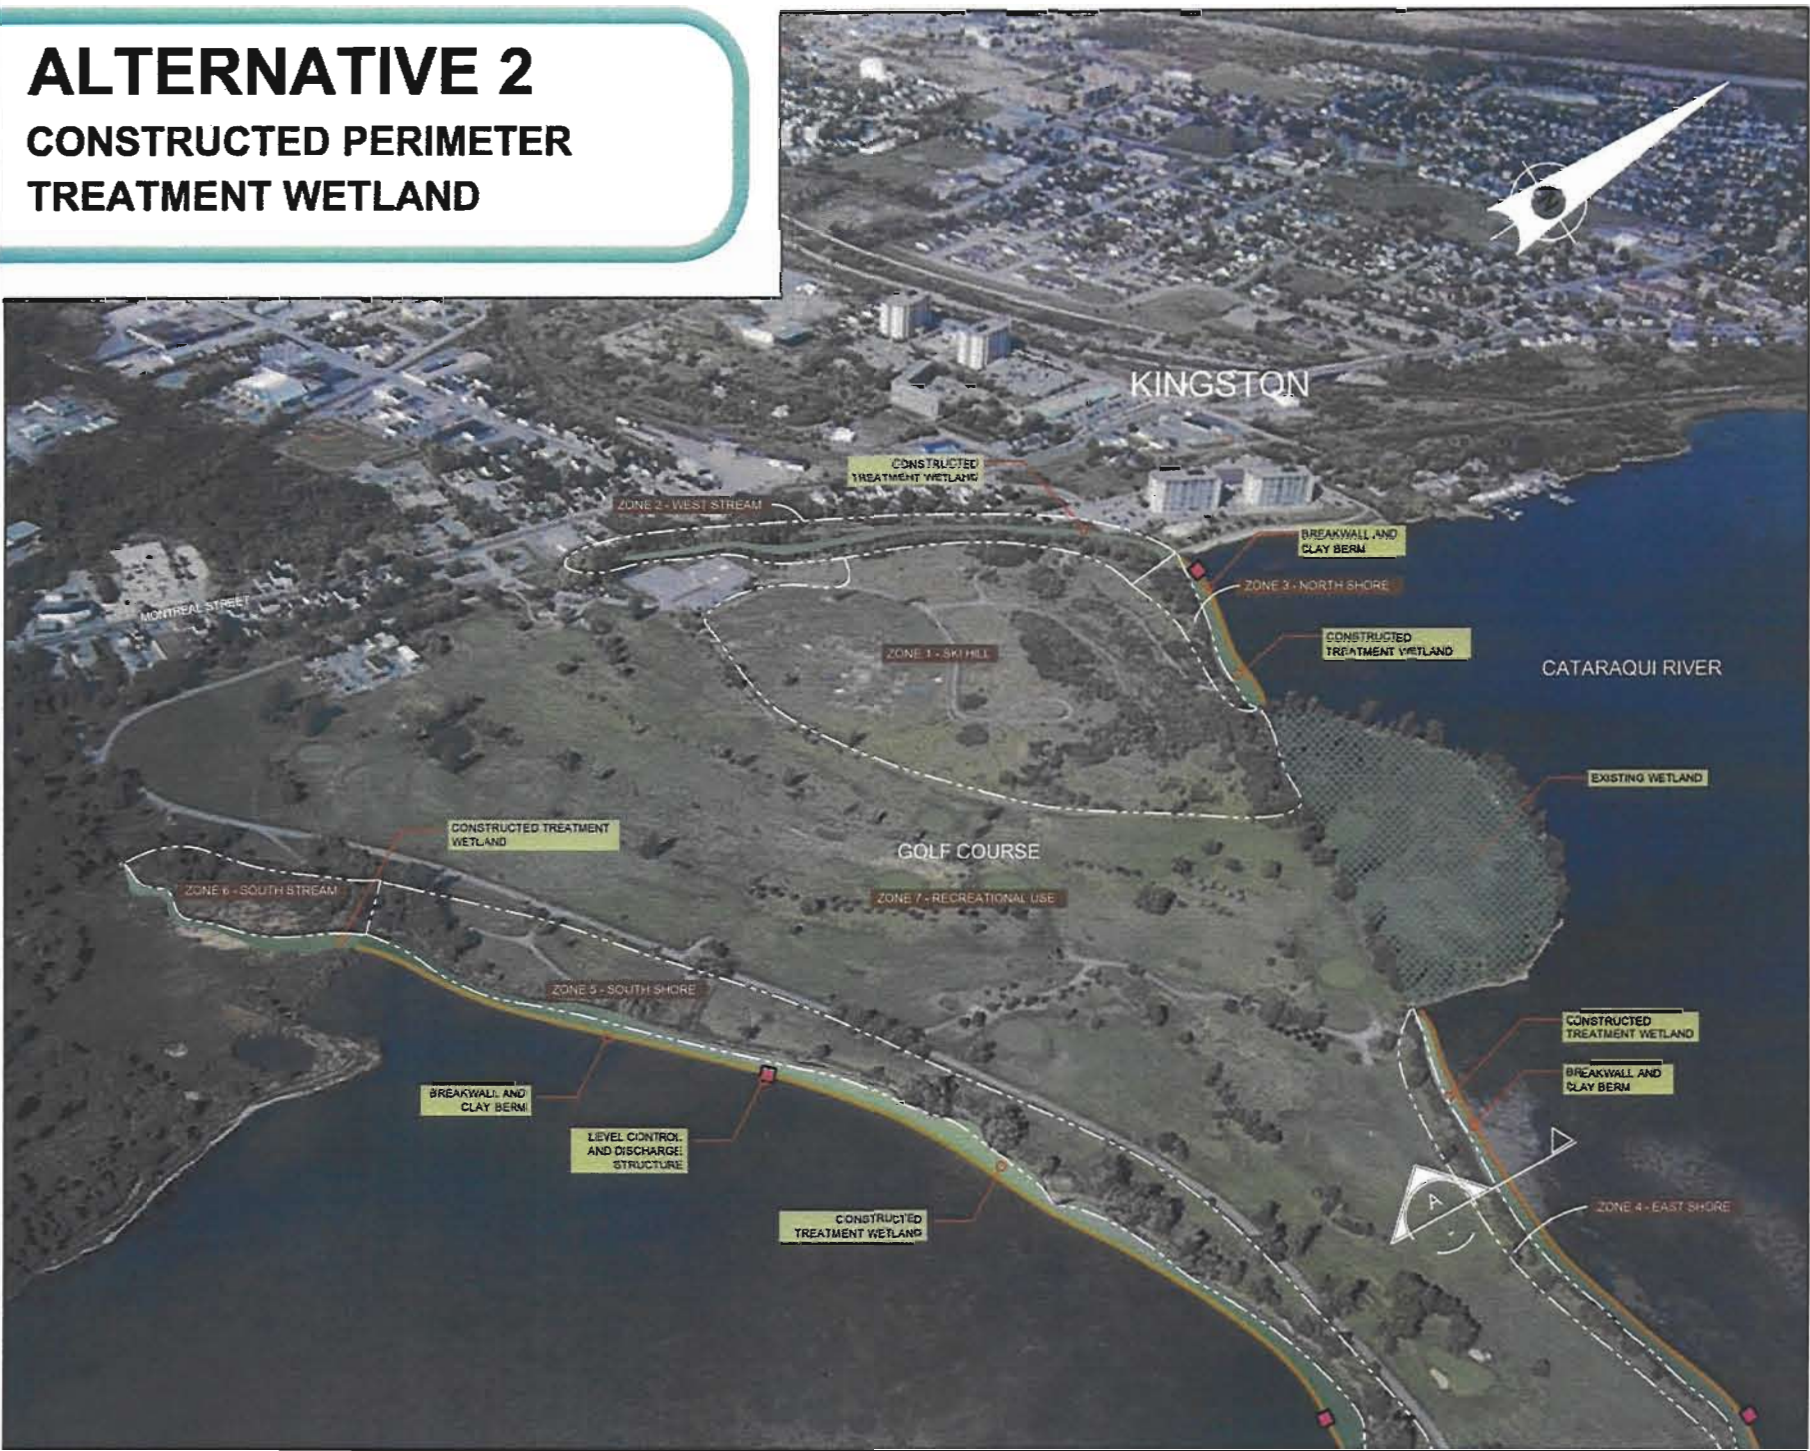 ALTERNATIVE 2
CONSTRUCTED PERIMETER
TREATMENT WETLAND
KINGSTON
CONSTRUCTED
TREATMENT WETLAND
ZONE 2 - WEST STREAM
BREAKWALL AND
CLAY BERM
ZONE 3 - NORTH SHORE
MONTREAL STREET
CONSTRUCTED
TREATMENT WETLAND
ZONE 1 - SKI HILL
CATARAQUI RIVER
EXISTING WETLAND
CONSTRUCTED TREATMENT
WETLAND
GOLF COURSE
ZONE 6 - SOUTH STREAM
ZONE 7 - RECREATIONAL USE
ZONE 5 - SOUTH SHORE
CONSTRUCTED
TREATMENT WETLAND
BREAKWALL AND
CLAY BERM
BREAKWALL AND
CLAY BERM
LEVEL CONTROL
AND DISCHARGE
STRUCTURE
A
-
ZONE 4 - EAST SHORE
CONSTRUCTED
TREATMENT WETLAND